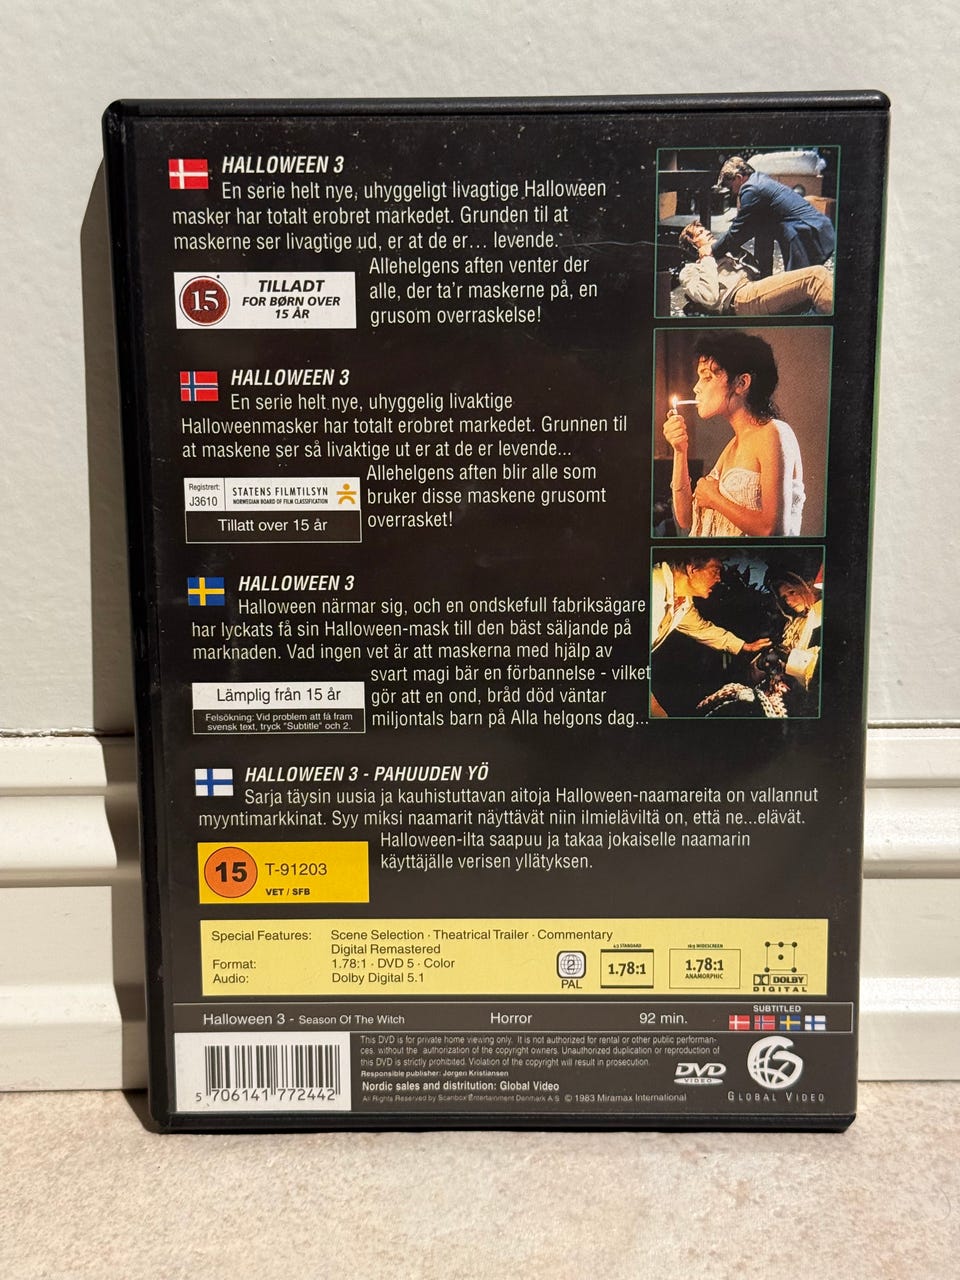 HALLOWEEN 3
En serie helt nye, uhyggeligt livagtige Halloween
masker har totalt erobret markedet. Grunden til at
maskerne ser livagtige ud, er at de er... levende.
Allehelgens aften venter der
alle, der ta'r maskerne på, en
grusom overraskelse!
15
TILLADT
FOR BØRN OVER
15 ÅR
HALLOWEEN 3
En serie helt nye, uhyggelig livaktige
Halloweenmasker har totalt erobret markedet. Grunnen til
at maskene ser så livaktige ut er at de er levende...
Allehelgens aften blir alle som
bruker disse maskene grusomt
overrasket!
Registrert:
J3610
STATENS FILMTILSYN
NORWEGIAN BOARD OF FILM CLASSIFICATION
Tillatt over 15 år
HALLOWEEN 3
Halloween närmar sig, och en ondskefull fabriksägare
har lyckats få sin Halloween-mask till den bäst säljande på
marknaden. Vad ingen vet är att maskerna med hjälp av
svart magi bär en förbannelse - vilket
gör att en ond, bråd död väntar
miljontals barn på Alla helgons dag...
Lämplig från 15 år
Felsökning: Vid problem att få fram
svensk text, tryck "Subtitle" och 2.
HALLOWEEN 3 - PAHUUDEN YÖ
Sarja täysin uusia ja kauhistuttavan aitoja Halloween-naamareita on vallannut
myyntimarkkinat. Syy miksi naamarit näyttävät niin ilmieläviltä on, että ne...elävät.
Halloween-ilta saapuu ja takaa jokaiselle naamarin
käyttäjälle verisen yllätyksen.
15
T-91203
VET / SFB
Special Features: Scene Selection · Theatrical Trailer · Commentary
Digital Remastered
Format: 1.78:1 · DVD 5 · Color
Audio: Dolby Digital 5.1
2
PAL
4:3 STANDARD
1.78:1
16:9 WIDESCREEN
1.78:1
ANAMORPHIC
DOLBY
DIGITAL
Halloween 3 - Season Of The Witch
Horror
92 min.
SUBTITLED
5 706141 772442
This DVD is for private home viewing only. It is not authorized for rental or other public performan-
ces. without the authorization of the copyright owners. Unauthorized duplication or reproduction of
this DVD is strictly prohibited. Violation of the copyright will result in prosecution.
Responsible publisher: Jorgen Kristiansen
Nordic sales and distrition: Global Video
All Rights Reserved by Scanbox Entertainment Denmark A·S © 1983 Miramax International
DVD
VIDEO
GLOBAL VIDEO